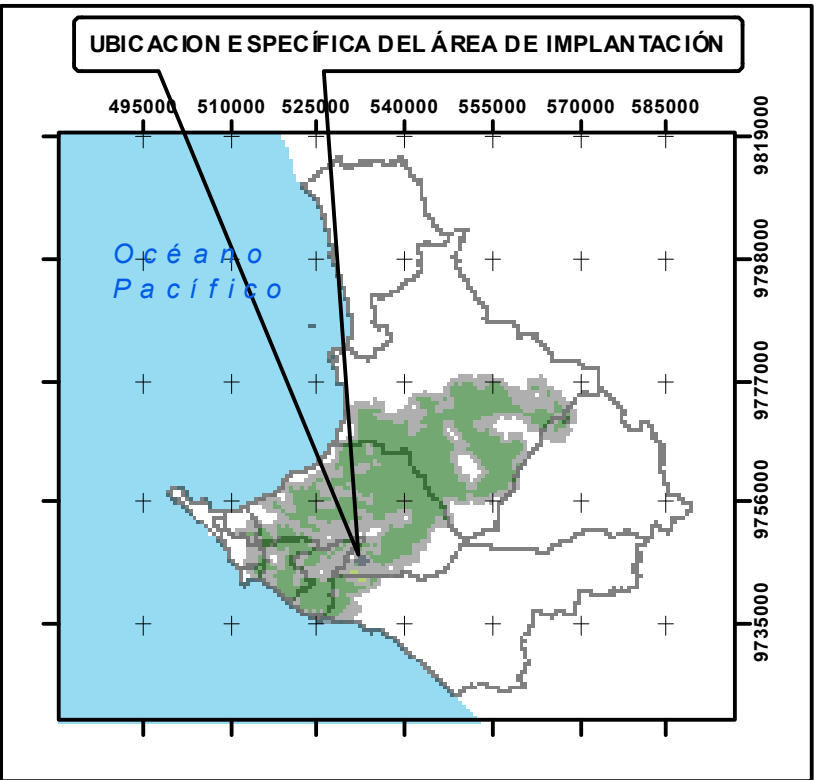 UBICACION ESPECÍFICA DEL ÁREA DE IMPLANTACIÓN
495000 510000 525000 540000 555000 570000 585000
9819000
Océano
Pacífico
9798000
9777000
9756000
9735000